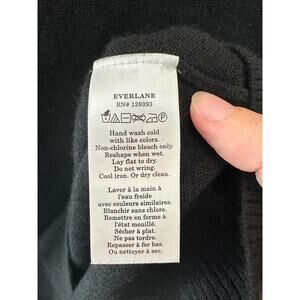 EVERLANE
RN# 139393
Hand wash cold
with like colors.
Non-chlorine bleach only.
Reshape when wet.
Lay flat to dry.
Do not wring.
Cool iron. Or dry clean.
Laver à la main à
l'eau froide
avec couleurs similaires.
Blanchir sans chlore.
Remettre en forme à
l'état mouillé.
Sécher à plat.
Ne pas tordre.
Repasser à fer bas.
Ou nettoyer à sec.